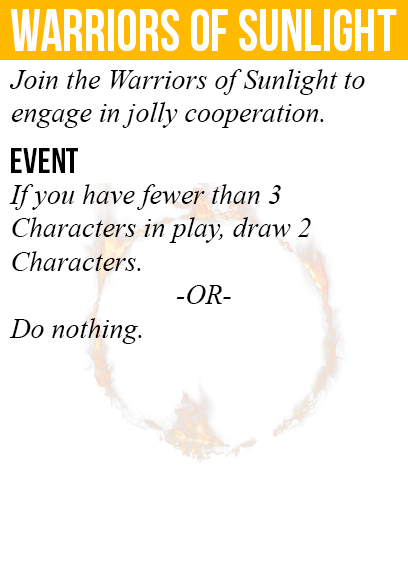 WARRIORS OF SUNLIGHT
Join the Warriors of Sunlight to
engage in jolly cooperation.
EVENT
If you have fewer than 3
Characters in play, draw 2
Characters.
-OR-
Do nothing.